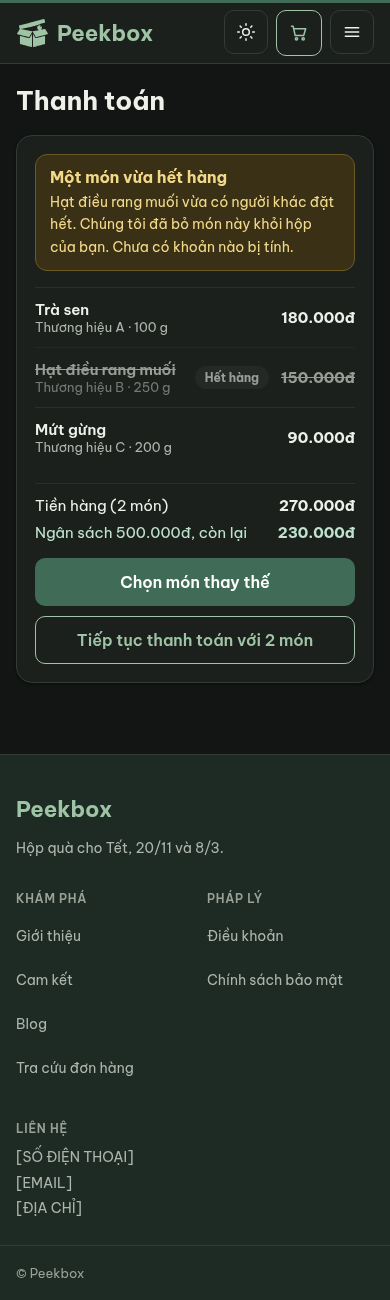 Peekbox
Thanh toán
Một món vừa hết hàng
Hạt điều rang muối vừa có người khác đặt
hết. Chúng tôi đã bỏ món này khỏi hộp
của bạn. Chưa có khoản nào bị tính.
Trà sen
Thương hiệu A · 100 g
180.000đ
Hạt điều rang muối
Thương hiệu B · 250 g
Hết hàng
150.000đ
Mứt gừng
Thương hiệu C · 200 g
90.000đ
Tiền hàng (2 món)
270.000đ
Ngân sách 500.000đ, còn lại
230.000đ
Chọn món thay thế
Tiếp tục thanh toán với 2 món
Peekbox
Hộp quà cho Tết, 20/11 và 8/3.
KHÁM PHÁ
Giới thiệu
Cam kết
Blog
Tra cứu đơn hàng
PHÁP LÝ
Điều khoản
Chính sách bảo mật
LIÊN HỆ
[SỐ ĐIỆN THOẠI]
[EMAIL]
[ĐỊA CHỈ]
© Peekbox